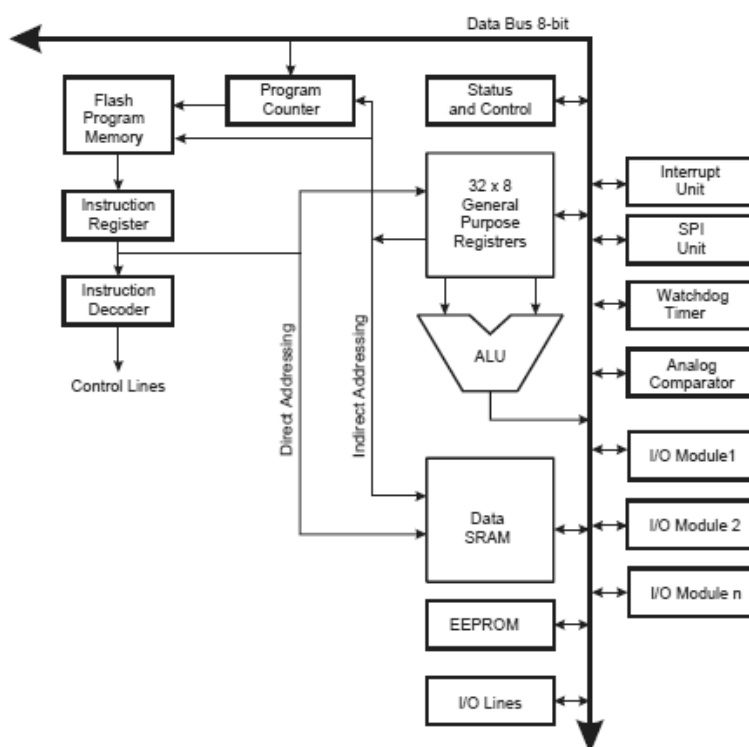 Data Bus 8-bit
Flash
Program
Memory
Program
Counter
Status
and Control
Interrupt
Unit
32 x 8
General
Purpose
Registrers
Instruction
Register
SPI
Unit
Instruction
Decoder
Watchdog
Timer
ALU
Analog
Comparator
Control Lines
Direct Addressing
Indirect Addressing
I/O Module1
Data
SRAM
I/O Module 2
I/O Module n
EEPROM
I/O Lines